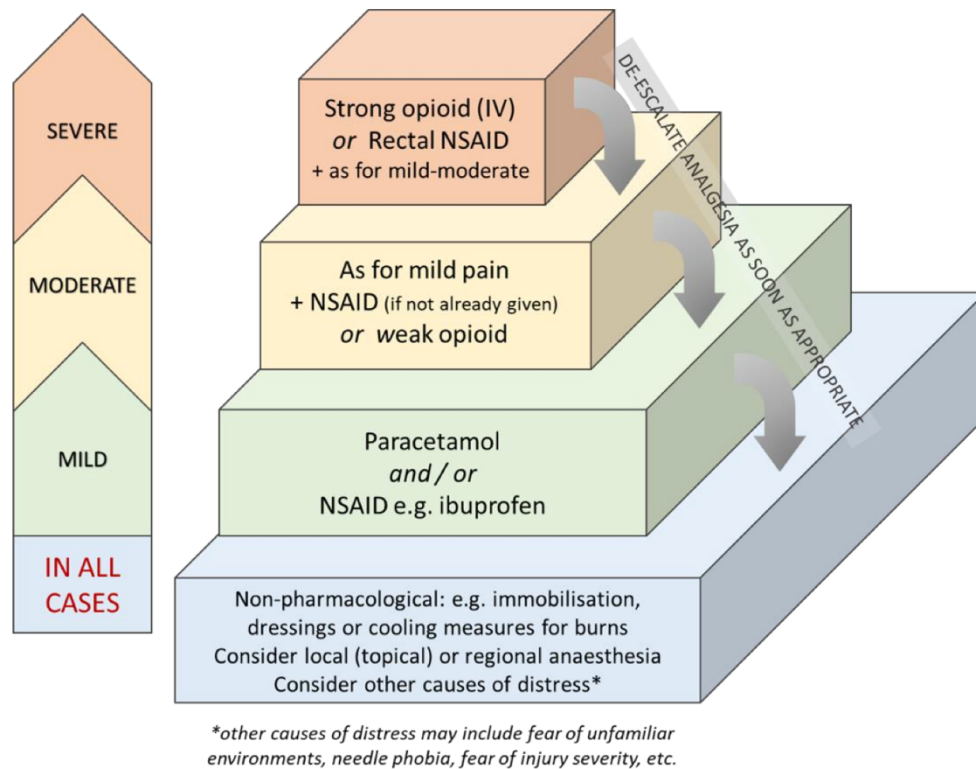 SEVERE
MODERATE
MILD
IN ALL
CASES
Strong opioid (IV)
or Rectal NSAID
+ as for mild-moderate
As for mild pain
+ NSAID (if not already given)
or weak opioid
Paracetamol
and / or
NSAID e.g. ibuprofen
Non-pharmacological: e.g. immobilisation,
dressings or cooling measures for burns
Consider local (topical) or regional anaesthesia
Consider other causes of distress*
DE-ESCALATE ANALGESIA AS SOON AS APPROPRIATE
*other causes of distress may include fear of unfamiliar
environments, needle phobia, fear of injury severity, etc.